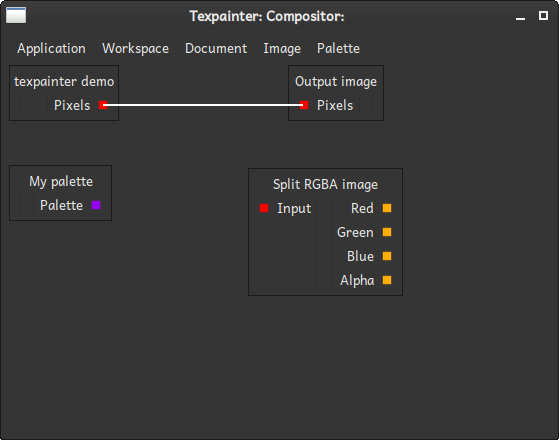 Texpainter: Compositor:
Application Workspace Document Image Palette
texpainter demo
Pixels
Output image
Pixels
My palette
Palette
Split RGBA image
Input Red
Green
Blue
Alpha